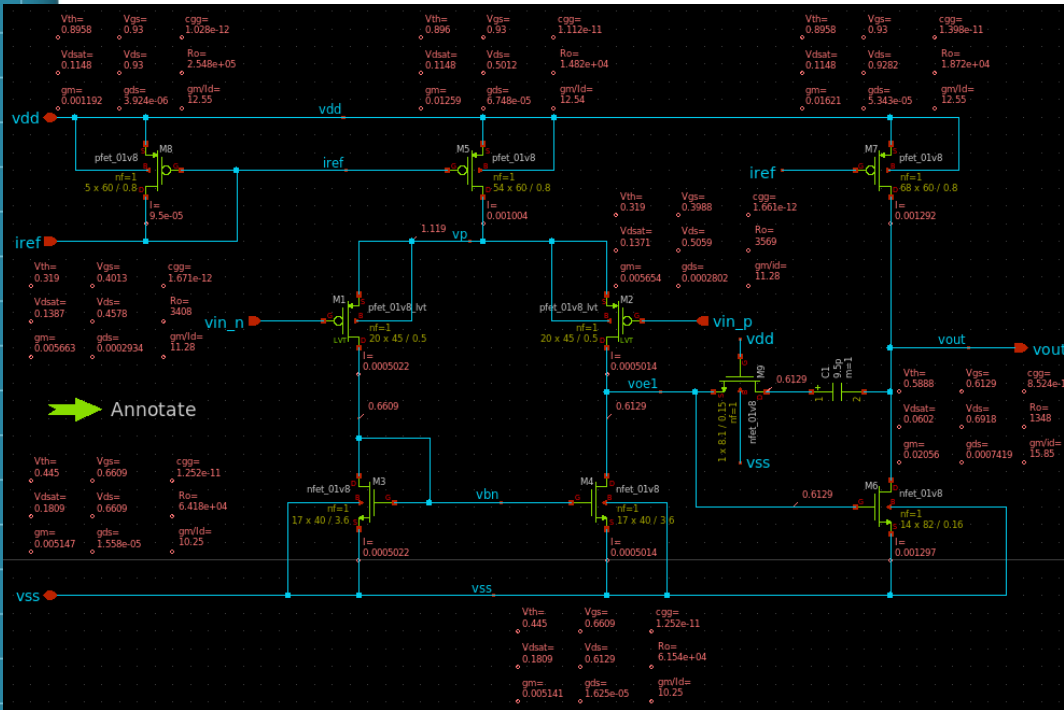 Vth= Vgs= cgg=
0.8958 0.93 1.028e-12
Vdsat= Vds= Ro=
0.1148 0.93 2.548e+05
gm= gds= gm/Id=
0.001192 3.924e-06 12.55
Vth= Vgs= cgg=
0.896 0.93 1.112e-11
Vdsat= Vds= Ro=
0.1148 0.5012 1.482e+04
gm= gds= gm/Id=
0.01259 6.748e-05 12.54
Vth= Vgs= cgg=
0.8958 0.93 1.398e-11
Vdsat= Vds= Ro=
0.1148 0.9282 1.872e+04
gm= gds= gm/Id=
0.01621 5.343e-05 12.55
vdd
vdd
M8
pfet_01v8
nf=1
5 x 60 / 0.8
G
S
D
B
I=
9.5e-05
iref
M5
pfet_01v8
nf=1
54 x 60 / 0.8
G
S
D
B
I=
0.001004
iref
M7
pfet_01v8
nf=1
68 x 60 / 0.8
G
S
D
B
I=
0.001292
iref
1.119
vp
Vth= Vgs= cgg=
0.319 0.3988 1.661e-12
Vdsat= Vds= Ro=
0.1371 0.5059 3569
gm= gds= gm/id=
0.005654 0.0002802 11.28
Vth= Vgs= cgg=
0.319 0.4013 1.671e-12
Vdsat= Vds= Ro=
0.1387 0.4578 3408
gm= gds= gm/Id=
0.005663 0.0002934 11.28
vin_n
M1
pfet_01v8_lvt
nf=1
20 x 45 / 0.5
LVT
I=
0.0005022
pfet_01v8_lvt
M2
nf=1
20 x 45 / 0.5
LVT
I=
0.0005014
vin_p
vdd
M9
nfet_01v8
nf=1
1 x 8.1 / 0.15
vss
voe1
0.6129
C1
9.5p
m=1
+
1
2
vout
vout
Annotate
0.6609
0.6129
Vth= Vgs= cgg=
0.5888 0.6129 8.524e-1
Vdsat= Vds= Ro=
0.0602 0.6918 1348
gm= gds= gm/id=
0.02056 0.0007419 15.85
Vth= Vgs= cgg=
0.445 0.6609 1.252e-11
Vdsat= Vds= Ro=
0.1809 0.6609 6.418e+04
gm= gds= gm/Id=
0.005147 1.558e-05 10.25
nfet_01v8
M3
nf=1
17 x 40 / 3.6
I=
0.0005022
vbn
M4
nfet_01v8
nf=1
17 x 40 / 3.6
I=
0.0005014
0.6129
M6
nfet_01v8
nf=1
14 x 82 / 0.16
I=
0.001297
vss
vss
Vth= Vgs= cgg=
0.445 0.6609 1.252e-11
Vdsat= Vds= Ro=
0.1809 0.6129 6.154e+04
gm= gds= gm/Id=
0.005141 1.625e-05 10.25